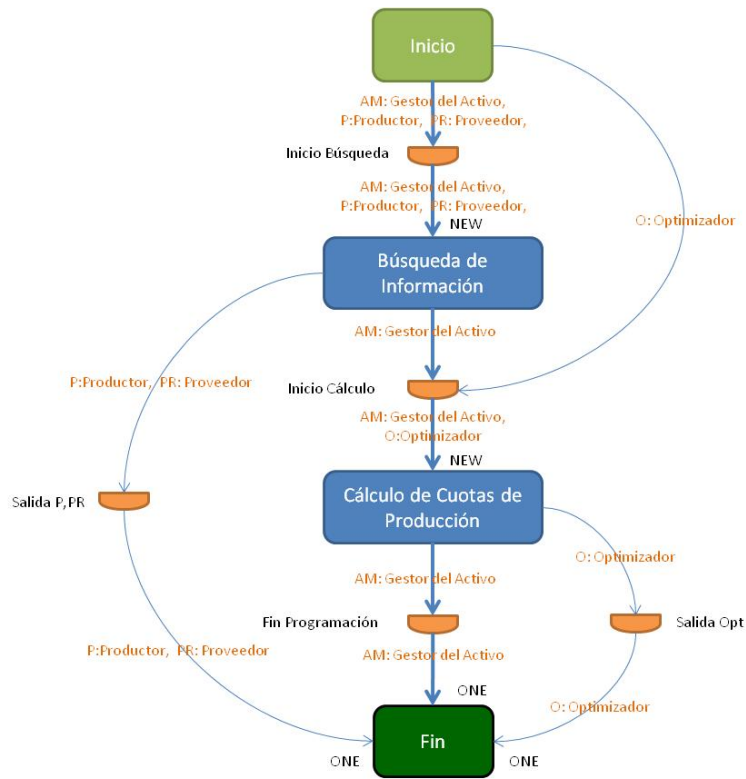 Inicio
AM: Gestor del Activo,
P:Productor, PR: Proveedor,
Inicio Búsqueda
AM: Gestor del Activo,
P:Productor, PR: Proveedor,
NEW
O: Optimizador
Búsqueda de
Información
AM: Gestor del Activo
P:Productor, PR: Proveedor
Inicio Cálculo
AM: Gestor del Activo,
O:Optimizador
NEW
Cálculo de Cuotas de
Producción
Salida P,PR
O: Optimizador
AM: Gestor del Activo
Fin Programación
Salida Opt
P:Productor, PR: Proveedor
AM: Gestor del Activo
ONE
O: Optimizador
Fin
ONE
ONE